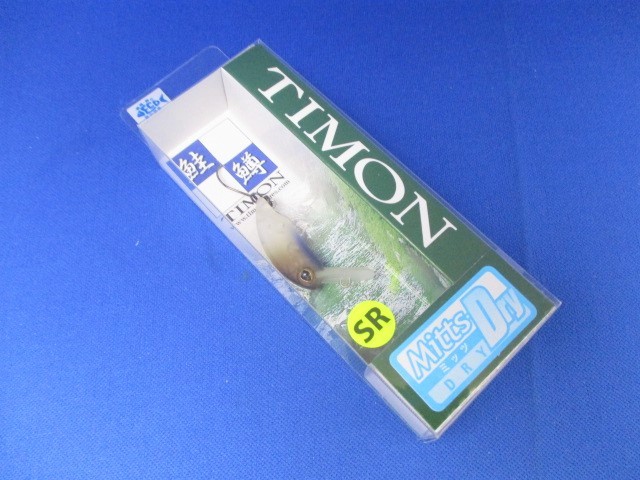 TIMON
鮭
鱒
TIMON
SR
Mitts Dry
ミッツ
DRY